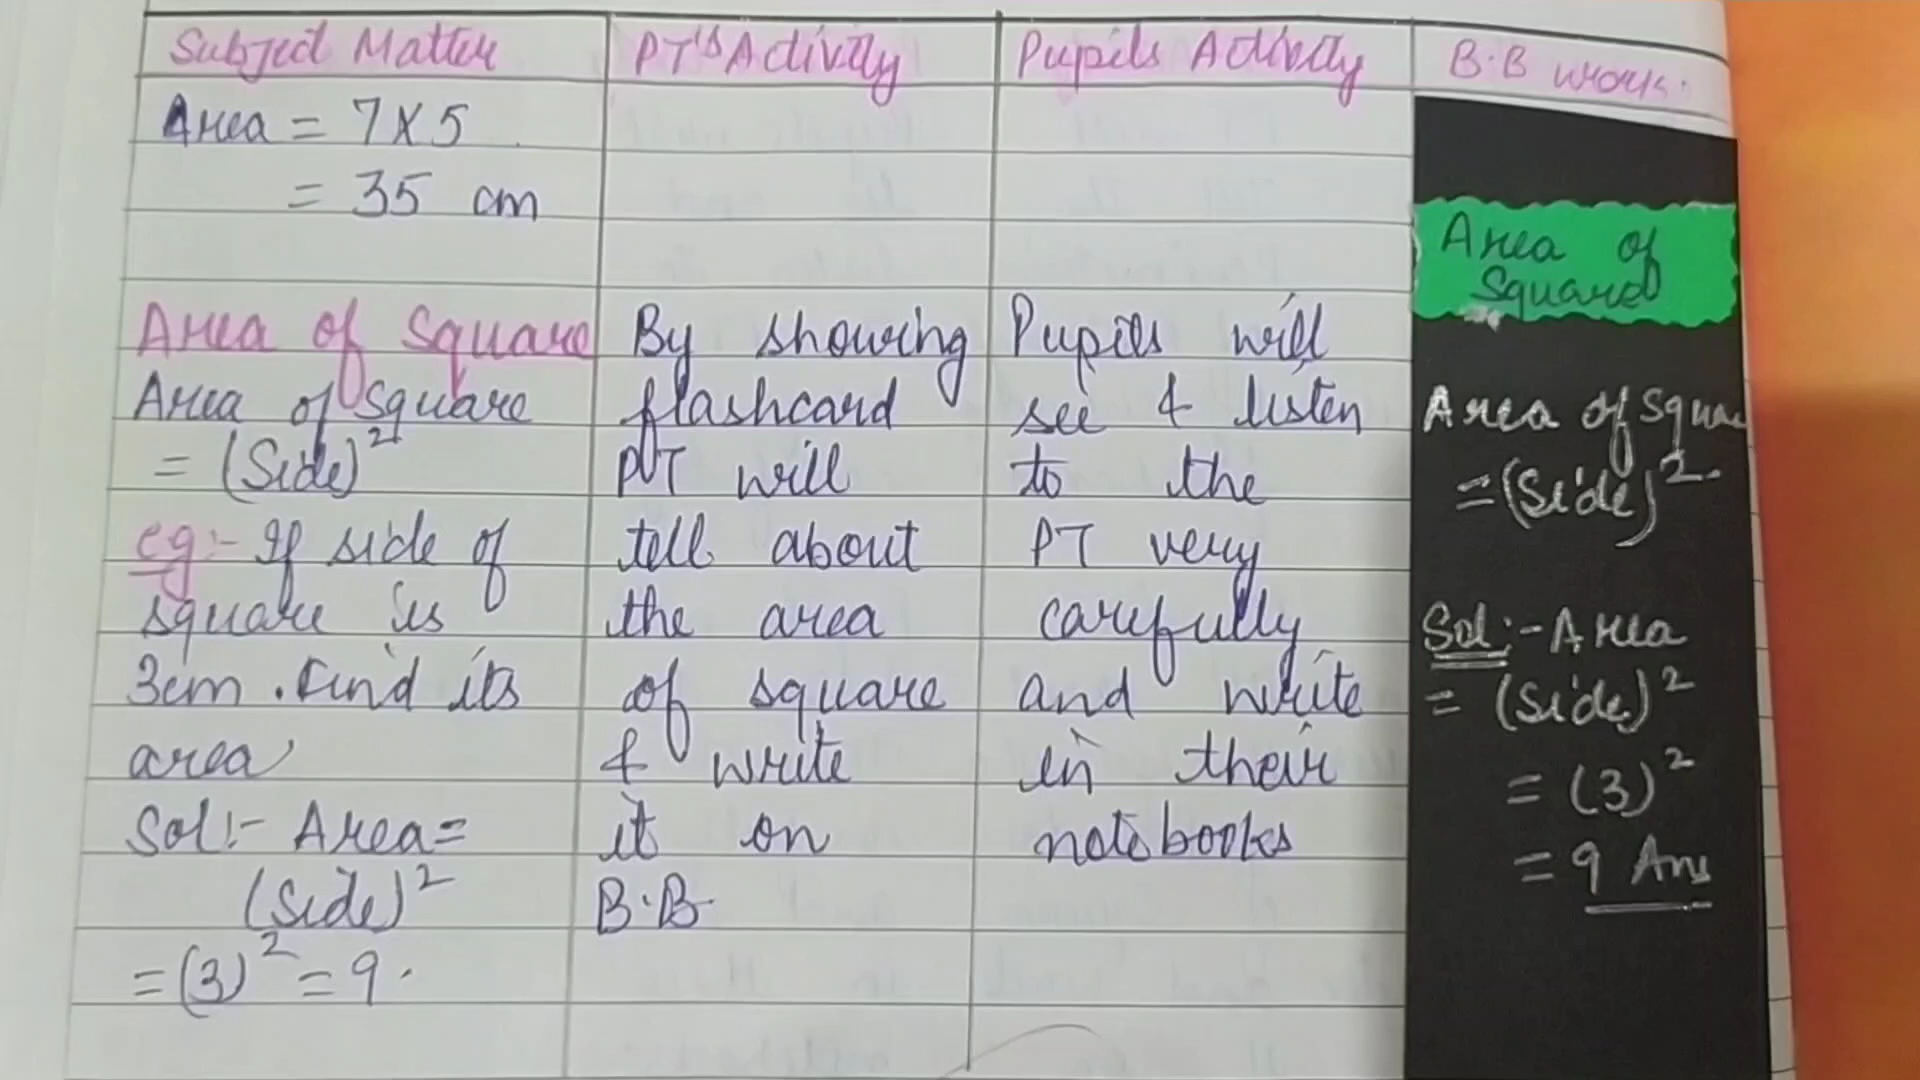 Subject Matter
PT's Activity
Pupils Activity
B.B work.
Area = 7 X 5
= 35 cm
Area of Square
Area of Square
= (Side)²
eg:- If side of
square is
3cm . Find its
area
Sol:- Area =
(Side)²
= (3)² = 9.
By showing
flashcard
PT will
tell about
the area
of square
& write
it on
B.B
Pupils will
see & listen
to the
PT very
carefully
and write
in their
notebooks
Area of
Square
Area of Squa
= (Side)².
Sol:- Area
= (Side)²
= (3)²
= 9 Ans